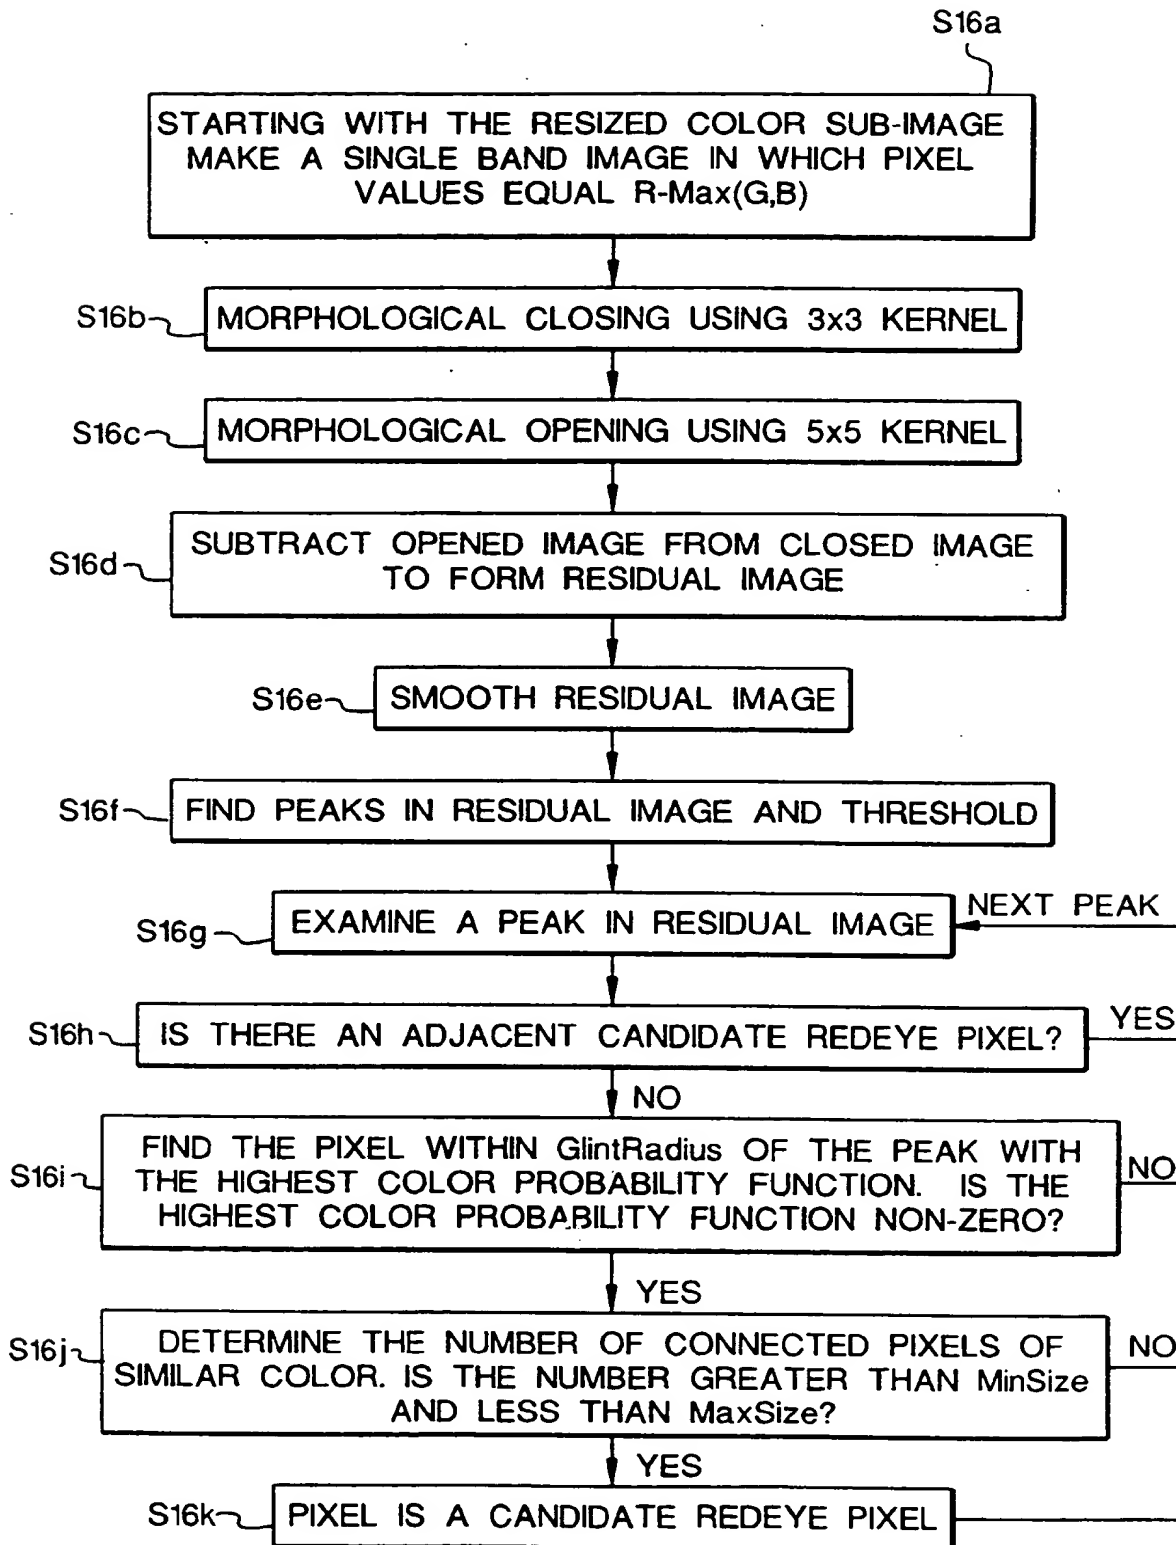 S16a
STARTING WITH THE RESIZED COLOR SUB-IMAGE
MAKE A SINGLE BAND IMAGE IN WHICH PIXEL
VALUES EQUAL R-Max(G,B)
S16b
MORPHOLOGICAL CLOSING USING 3x3 KERNEL
S16c
MORPHOLOGICAL OPENING USING 5x5 KERNEL
S16d
SUBTRACT OPENED IMAGE FROM CLOSED IMAGE
TO FORM RESIDUAL IMAGE
S16e
SMOOTH RESIDUAL IMAGE
S16f
FIND PEAKS IN RESIDUAL IMAGE AND THRESHOLD
S16g
EXAMINE A PEAK IN RESIDUAL IMAGE
NEXT PEAK
S16h
IS THERE AN ADJACENT CANDIDATE REDEYE PIXEL?
YES
NO
S16i
FIND THE PIXEL WITHIN GlintRadius OF THE PEAK WITH
THE HIGHEST COLOR PROBABILITY FUNCTION. IS THE
HIGHEST COLOR PROBABILITY FUNCTION NON-ZERO?
NO
YES
S16j
DETERMINE THE NUMBER OF CONNECTED PIXELS OF
SIMILAR COLOR. IS THE NUMBER GREATER THAN MinSize
AND LESS THAN MaxSize?
NO
YES
S16k
PIXEL IS A CANDIDATE REDEYE PIXEL